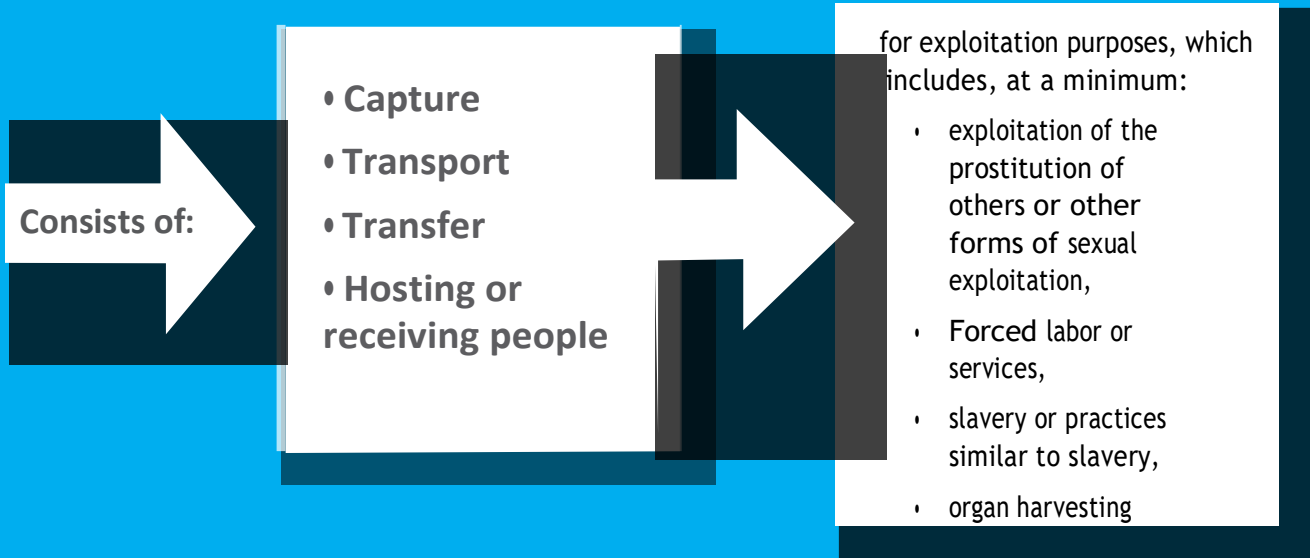 Consists of:
• Capture
• Transport
• Transfer
• Hosting or
receiving people
for exploitation purposes, which
includes, at a minimum:
• exploitation of the
prostitution of
others or other
forms of sexual
exploitation,
• Forced labor or
services,
• slavery or practices
similar to slavery,
• organ harvesting